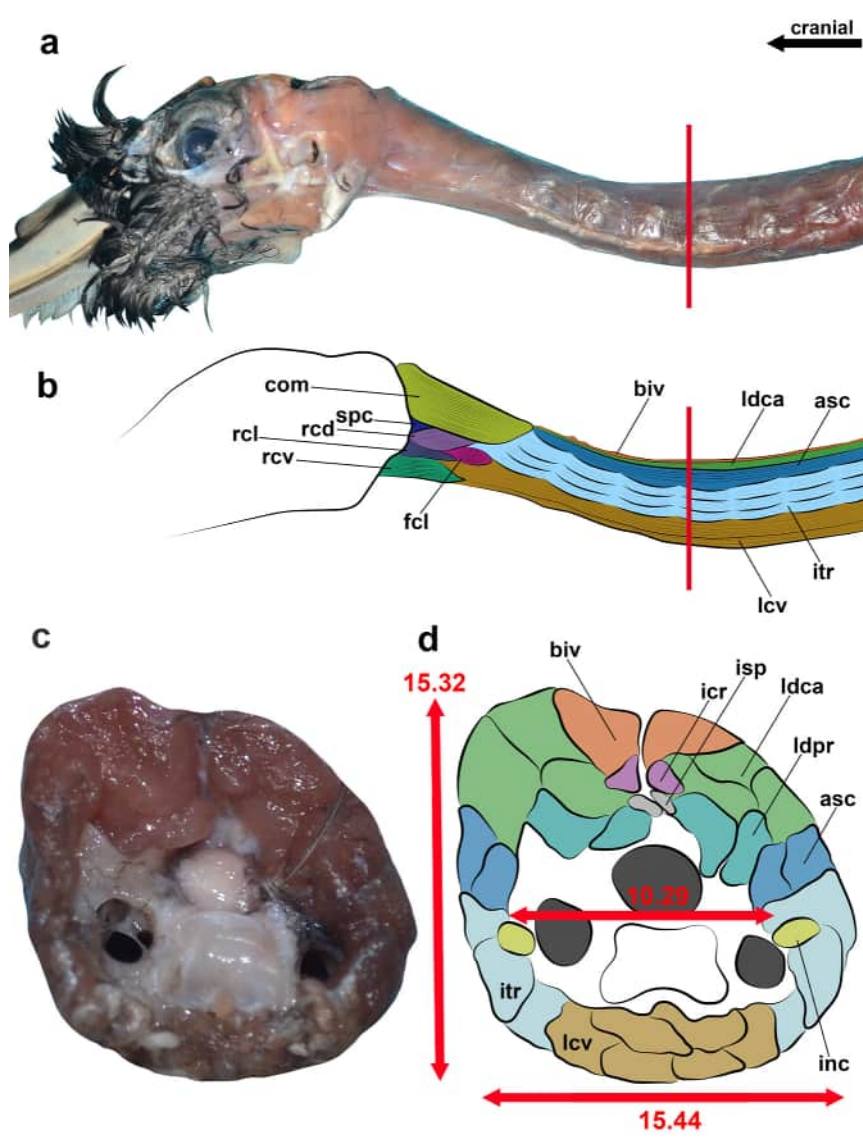 a
cranial
b
com
spc
rcd
rcl
rcv
fcl
biv
ldca
asc
itr
lcv
c
d
15.32
biv
isp
icr
ldca
ldpr
asc
10.29
itr
lcv
inc
15.44